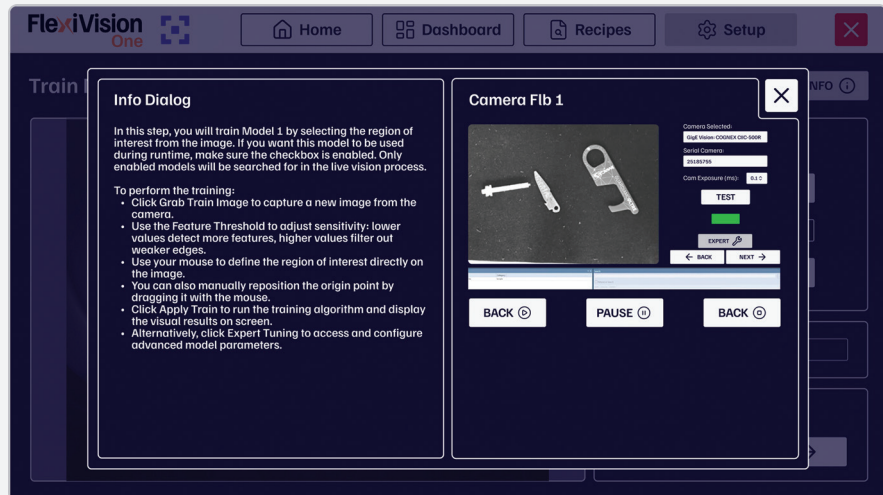 FlexiVision
One
Home
Dashboard
Recipes
Setup
Train
NFO
Info Dialog
In this step, you will train Model 1 by selecting the region of
interest from the image. If you want this model to be used
during runtime, make sure the checkbox is enabled. Only
enabled models will be searched for in the live vision process.
To perform the training:
• Click Grab Train Image to capture a new image from the
camera.
• Use the Feature Threshold to adjust sensitivity: lower
values detect more features, higher values filter out
weaker edges.
• Use your mouse to define the region of interest directly on
the image.
• You can also manually reposition the origin point by
dragging it with the mouse.
• Click Apply Train to run the training algorithm and display
the visual results on screen.
• Alternatively, click Expert Tuning to access and configure
advanced model parameters.
Camera Flb 1
Camera Selected:
GigE Vision: COGNEX CIC-500R
Serial Camera:
25185755
Cam Exposure (ms): 0.1
TEST
EXPERT
← BACK
NEXT →
BACK
PAUSE
BACK